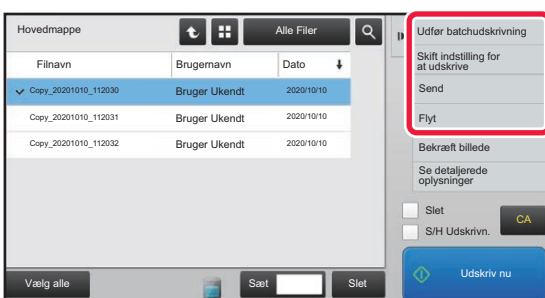 Hovedmappe
Alle Filer
Filnavn Brugernavn Dato
Copy_20201010_112030 Bruger Ukendt 2020/10/10
Copy_20201010_112031 Bruger Ukendt 2020/10/10
Copy_20201010_112032 Bruger Ukendt 2020/10/10
Vælg alle
Sæt
Slet
Udfør batchudskrivning
Skift indstilling for
at udskrive
Send
Flyt
Bekræft billede
Se detaljerede
oplysninger
Slet
S/H Udskrivn.
CA
Udskriv nu